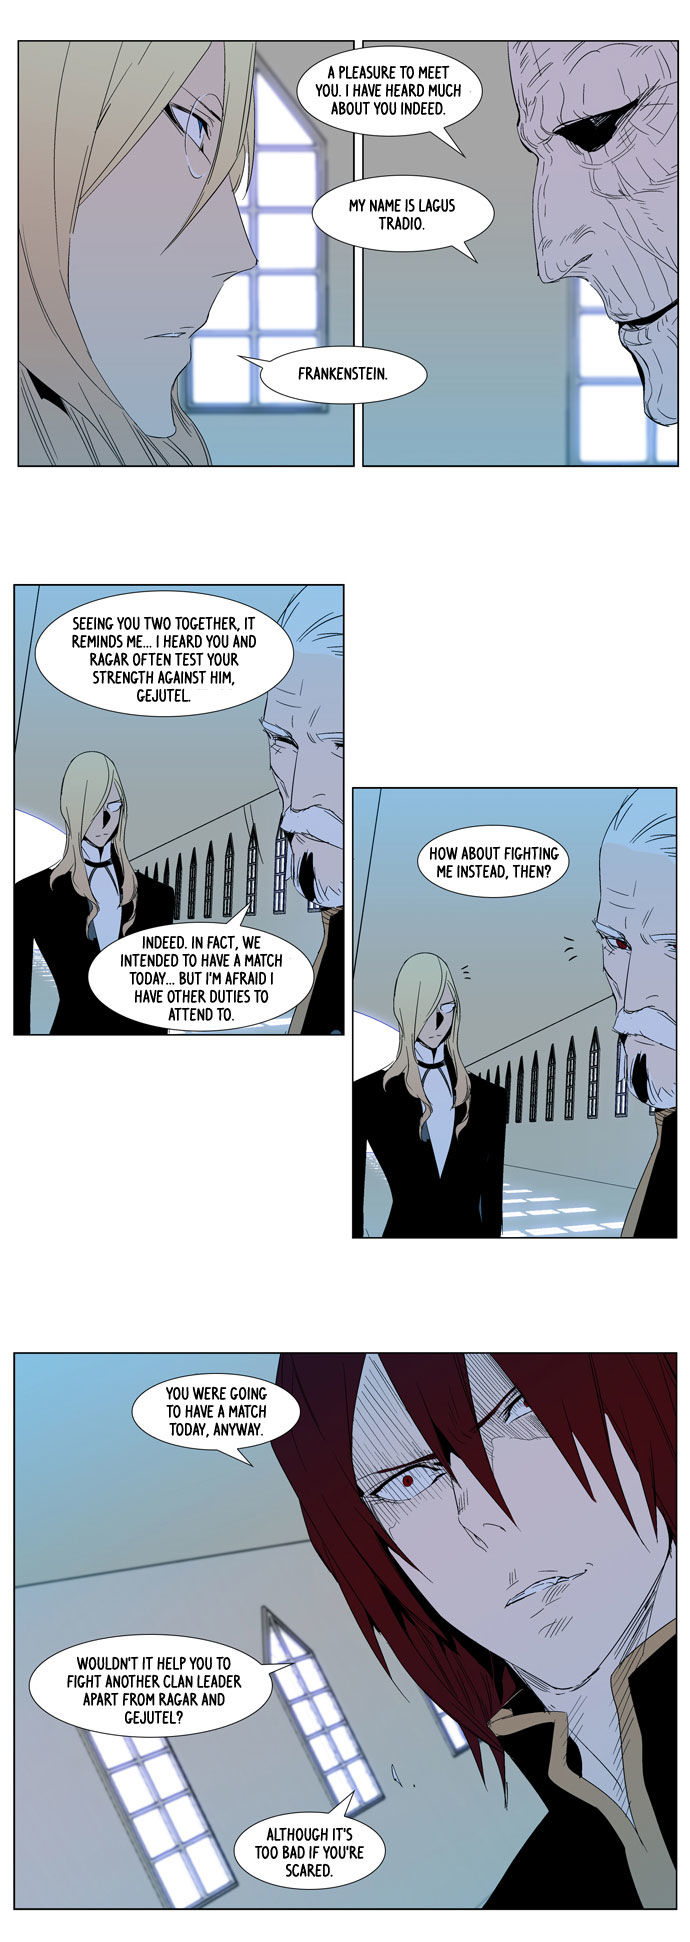 A PLEASURE TO MEET
YOU. I HAVE HEARD MUCH
ABOUT YOU INDEED.
MY NAME IS LAGUS
TRADIO.
FRANKENSTEIN.
SEEING YOU TWO TOGETHER, IT
REMINDS ME... I HEARD YOU AND
RAGAR OFTEN TEST YOUR
STRENGTH AGAINST HIM,
GEJUTEL.
INDEED. IN FACT, WE
INTENDED TO HAVE A MATCH
TODAY... BUT I'M AFRAID I
HAVE OTHER DUTIES TO
ATTEND TO.
HOW ABOUT FIGHTING
ME INSTEAD, THEN?
YOU WERE GOING
TO HAVE A MATCH
TODAY, ANYWAY.
WOULDN'T IT HELP YOU TO
FIGHT ANOTHER CLAN LEADER
APART FROM RAGAR AND
GEJUTEL?
ALTHOUGH IT'S
TOO BAD IF YOU'RE
SCARED.